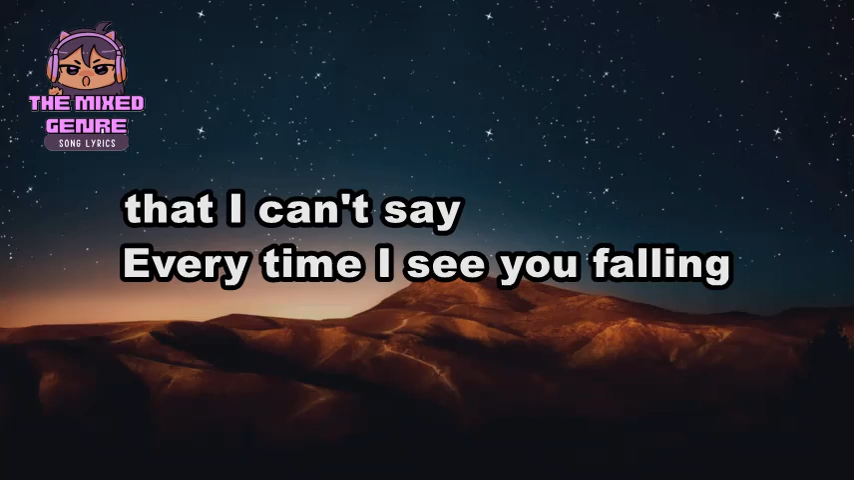 THE MIXED
GENRE
SONG LYRICS
that I can't say
Every time I see you falling